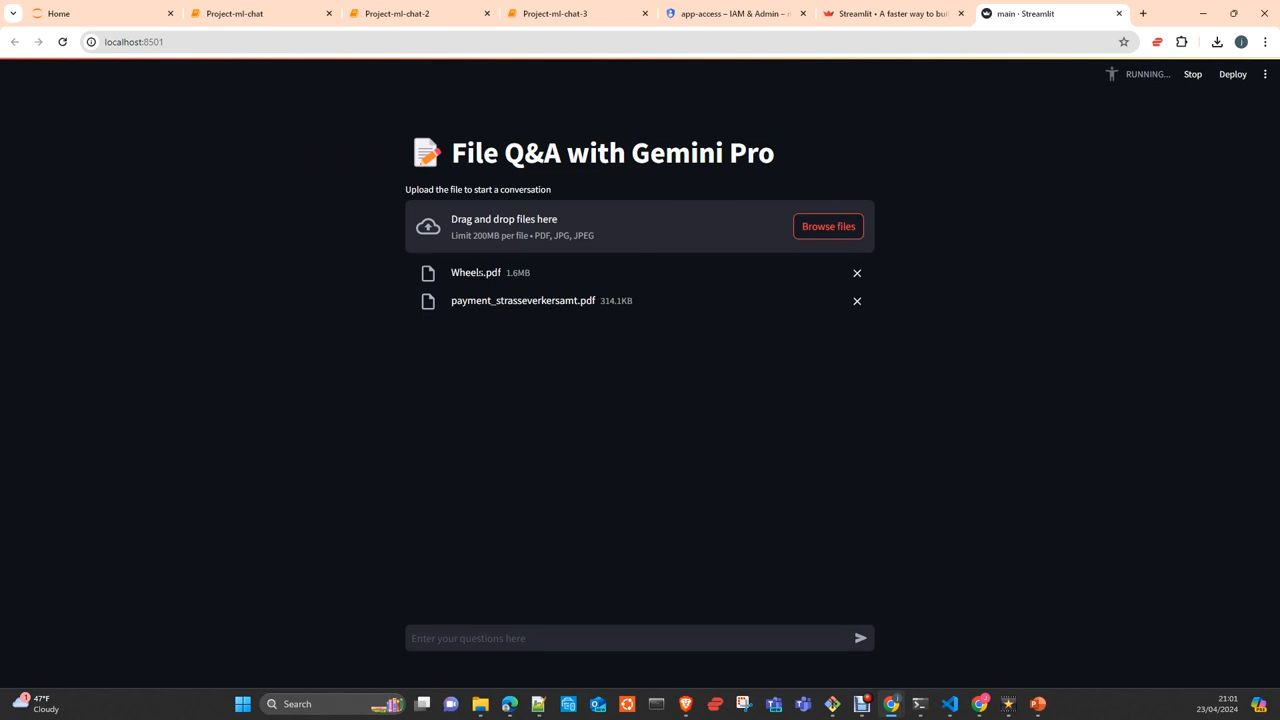 Home
Project-ml-chat
Project-ml-chat-2
Project-ml-chat-3
app-access – IAM & Admin –
Streamlit • A faster way to bui
main · Streamlit
localhost:8501
RUNNING...
Stop
Deploy
File Q&A with Gemini Pro
Upload the file to start a conversation
Drag and drop files here
Limit 200MB per file • PDF, JPG, JPEG
Browse files
Wheels.pdf 1.6MB
payment_strasseverkersamt.pdf 314.1KB
Enter your questions here
1
47°F
Cloudy
Search
21:01
23/04/2024